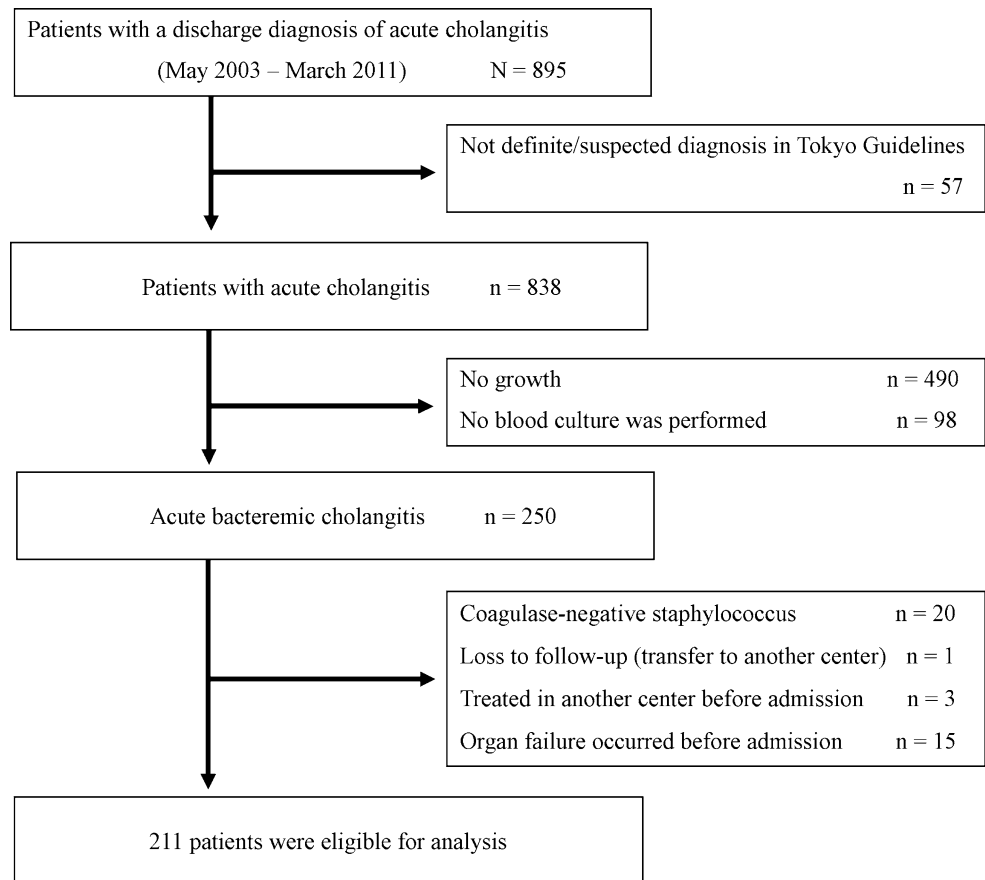 Patients with a discharge diagnosis of acute cholangitis
(May 2003 – March 2011) N = 895
Not definite/suspected diagnosis in Tokyo Guidelines
n = 57
Patients with acute cholangitis n = 838
No growth n = 490
No blood culture was performed n = 98
Acute bacteremic cholangitis n = 250
Coagulase-negative staphylococcus n = 20
Loss to follow-up (transfer to another center) n = 1
Treated in another center before admission n = 3
Organ failure occurred before admission n = 15
211 patients were eligible for analysis